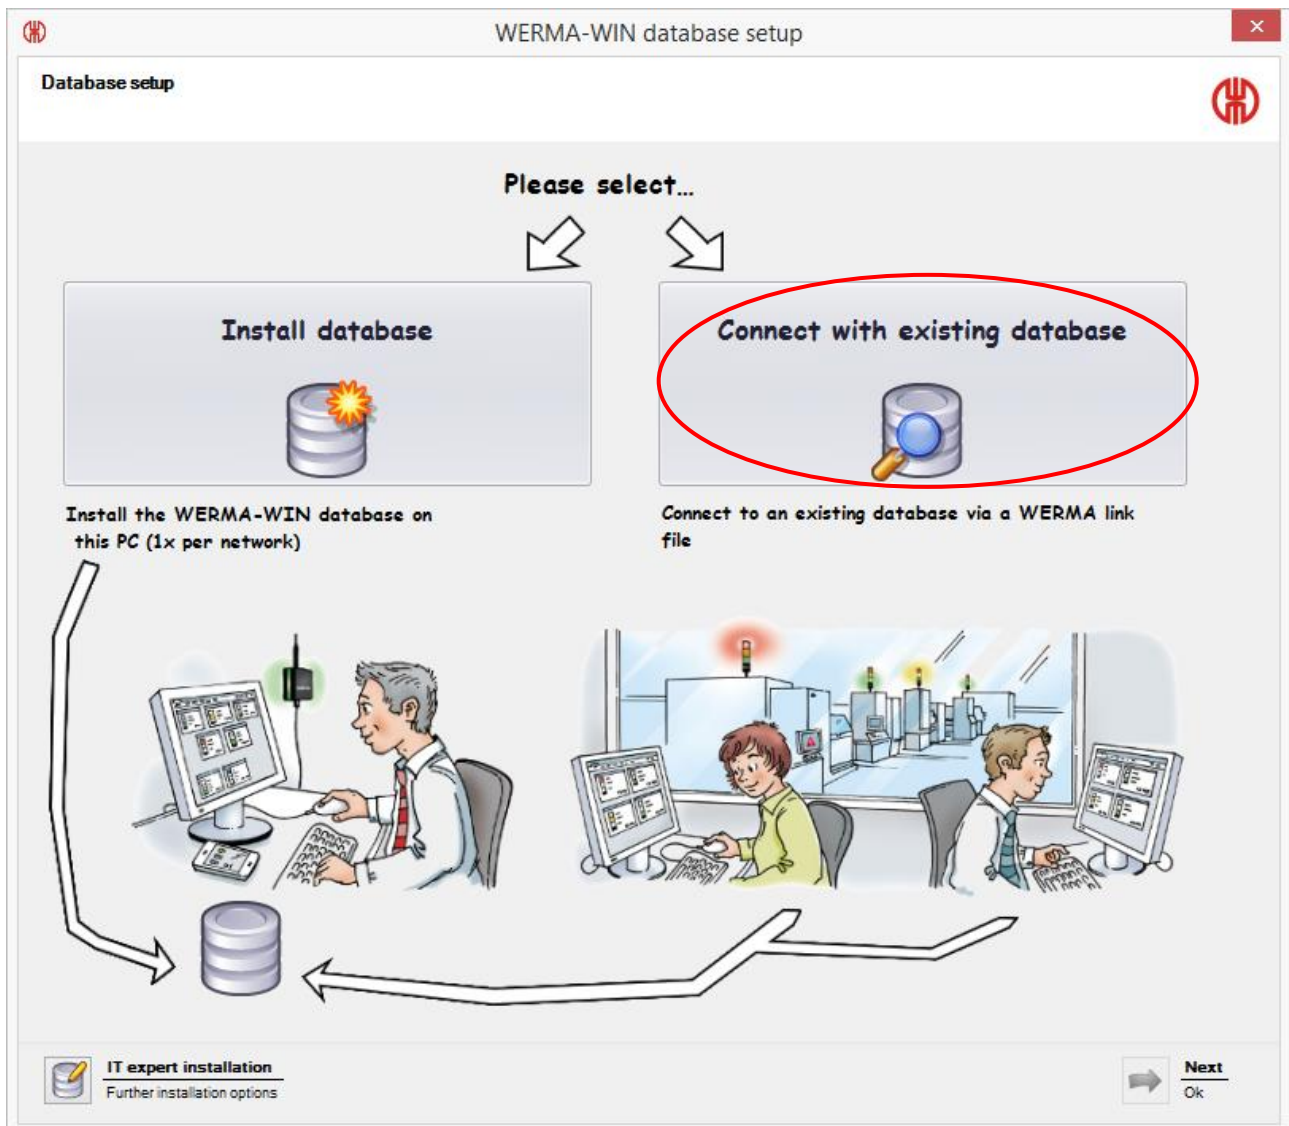 WERMA-WIN database setup
Database setup
Please select...
Install database
Connect with existing database
Install the WERMA-WIN database on
this PC (1x per network)
Connect to an existing database via a WERMA link
file
IT expert installation
Further installation options
Next
Ok